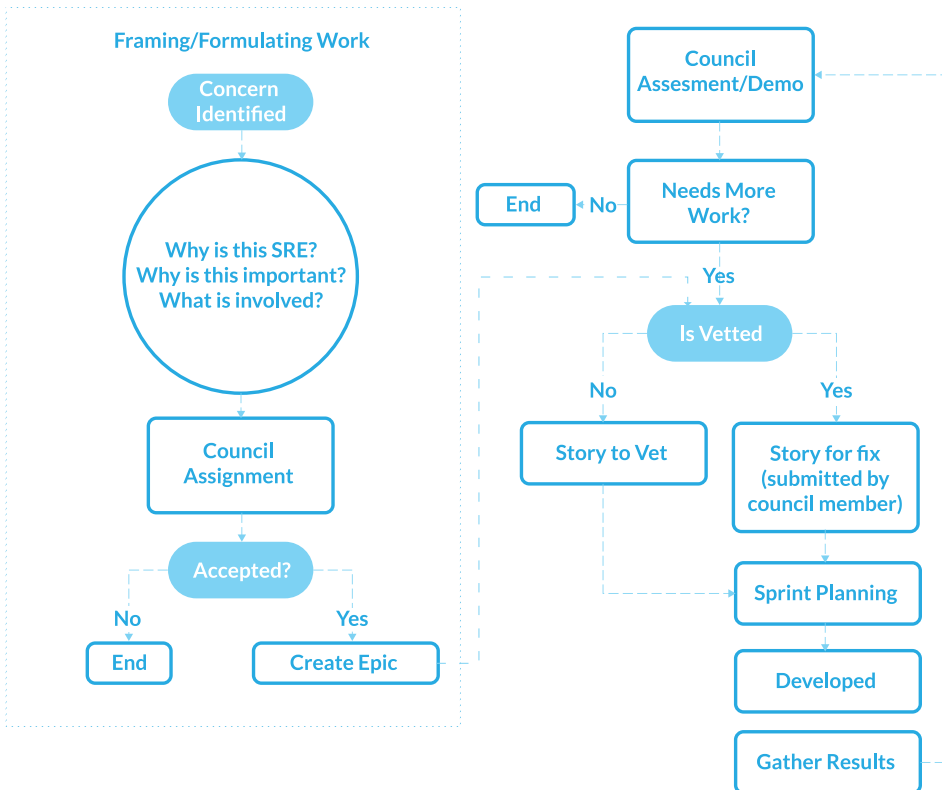 Framing/Formulating Work
Concern
Identified
Why is this SRE?
Why is this important?
What is involved?
Council
Assignment
Accepted?
No
Yes
End
Create Epic
Council
Assesment/Demo
Needs More
Work?
No
End
Yes
Is Vetted
No
Yes
Story to Vet
Story for fix
(submitted by
council member)
Sprint Planning
Developed
Gather Results